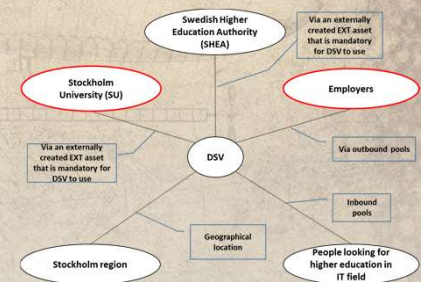 Swedish Higher
Education Authority
(SHEA)
Via an externally
created EXT asset
that is mandatory
for DSV to use
Stockholm
University (SU)
Employers
Via an externally
created EXT asset
that is mandatory for
DSV to use
DSV
Via outbound pools
Inbound
pools
Geographical
location
Stockholm region
People looking for
higher education in
IT field